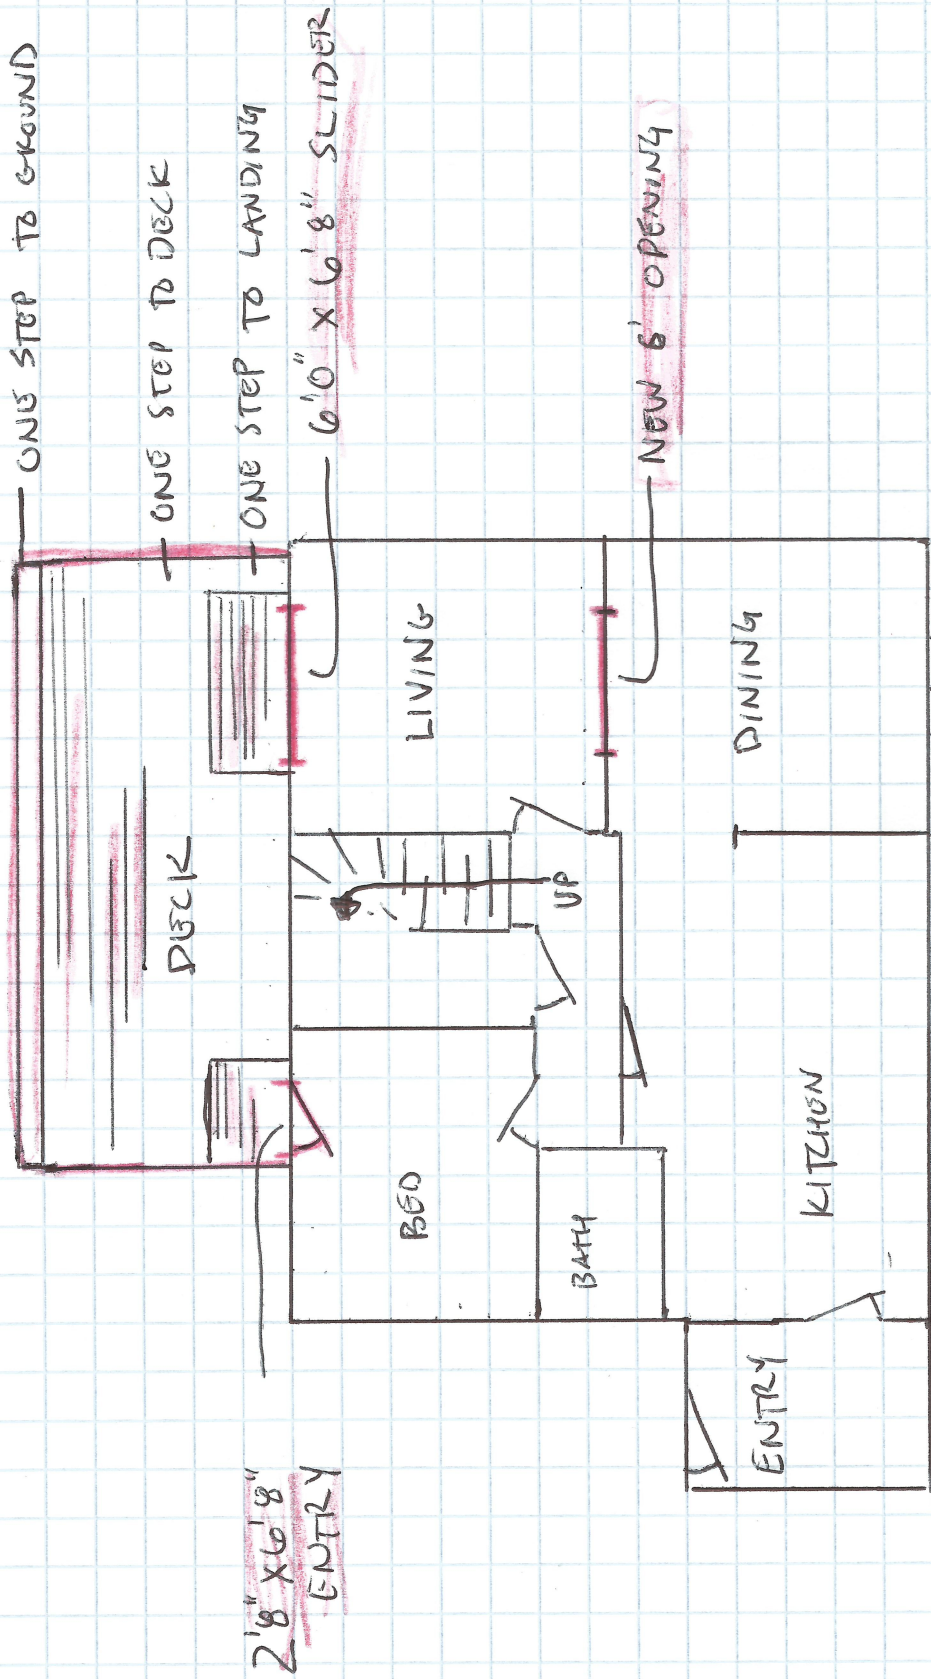 ONE STEP TO GROUND
ONE STEP TO DECK
ONE STEP TO LANDING
6'0" X 6'8" SLIDER
NEW 6' OPENING
2'8" X 6'8"
ENTRY
DECK
LIVING
DINING
UP
BED
BATH
KITCHEN
ENTRY